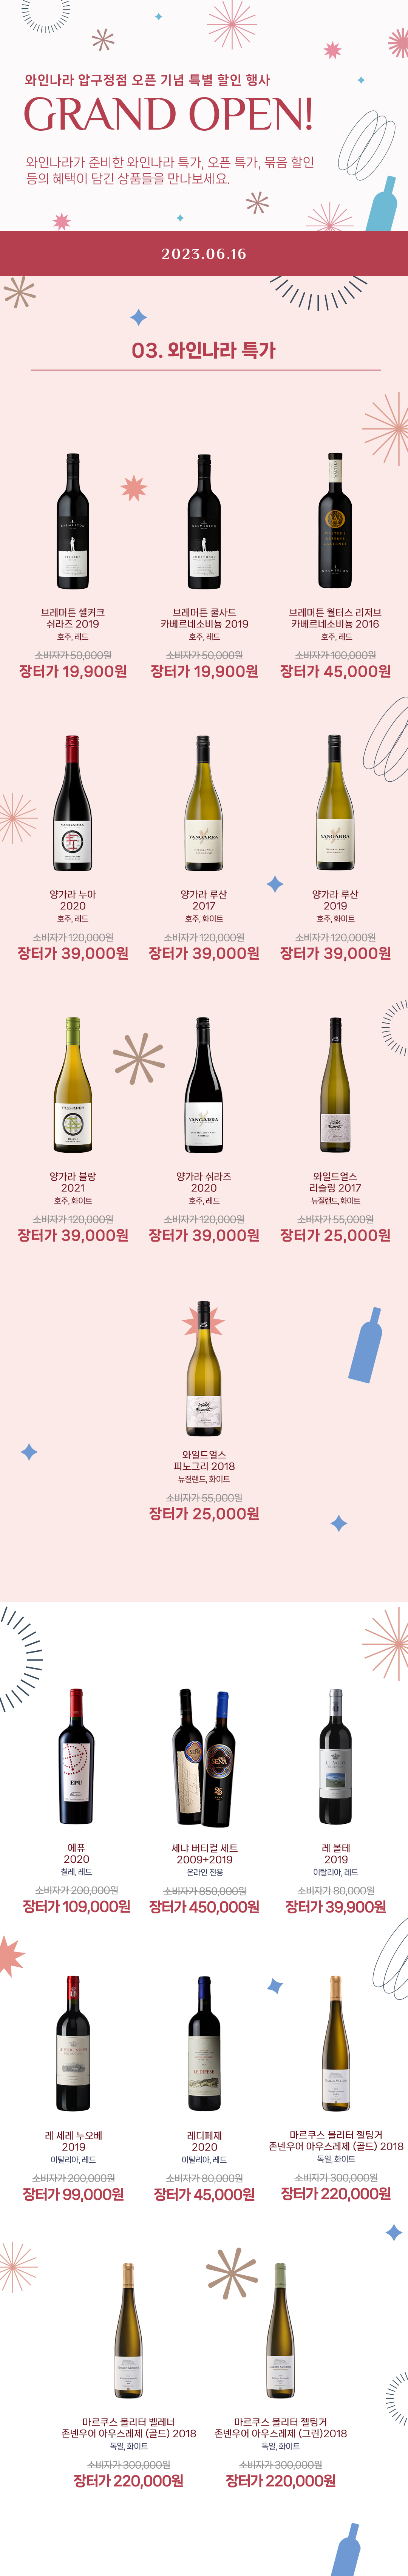 와인나라 압구정점 오픈 기념 특별 할인 행사
GRAND OPEN!
와인나라가 준비한 와인나라 특가, 오픈 특가, 묶음 할인
등의 혜택이 담긴 상품들을 만나보세요.
2023.06.16
03. 와인나라 특가
브레머튼 셀커크
쉬라즈 2019
호주, 레드
소비자가 50,000원
장터가 19,900원
브레머튼 쿨사드
카베르네소비뇽 2019
호주, 레드
소비자가 50,000원
장터가 19,900원
브레머튼 월터스 리저브
카베르네소비뇽 2016
호주, 레드
소비자가 100,000원
장터가 45,000원
YANGARRA
양가라 누아
2020
호주, 레드
소비자가 120,000원
장터가 39,000원
YANGARRA
양가라 루산
2017
호주, 화이트
소비자가 120,000원
장터가 39,000원
YANGARRA
양가라 루산
2019
호주, 화이트
소비자가 120,000원
장터가 39,000원
YANGARRA
양가라 블랑
2021
호주, 화이트
소비자가 120,000원
장터가 39,000원
YANGARRA
양가라 쉬라즈
2020
호주, 레드
소비자가 120,000원
장터가 39,000원
와일드얼스
리슬링 2017
뉴질랜드, 화이트
소비자가 55,000원
장터가 25,000원
Wild
Earth
와일드얼스
피노그리 2018
뉴질랜드, 화이트
소비자가 55,000원
장터가 25,000원
EPU
에퓨
2020
칠레, 레드
소비자가 200,000원
장터가 109,000원
SEÑA
세냐 버티컬 세트
2009+2019
온라인 전용
소비자가 850,000원
장터가 450,000원
레 볼테
2019
이탈리아, 레드
소비자가 80,000원
장터가 39,900원
레 세레 누오베
2019
이탈리아, 레드
소비자가 200,000원
장터가 99,000원
LE DIFESE
레디페제
2020
이탈리아, 레드
소비자가 80,000원
장터가 45,000원
마르쿠스 몰리터 젤팅거
존넨우어 아우스레제 (골드) 2018
독일, 화이트
소비자가 300,000원
장터가 220,000원
마르쿠스 몰리터 벨레너
존넨우어 아우스레제 (골드) 2018
독일, 화이트
소비자가 300,000원
장터가 220,000원
마르쿠스 몰리터 젤팅거
존넨우어 아우스레제 (그린)2018
독일, 화이트
소비자가 300,000원
장터가 220,000원